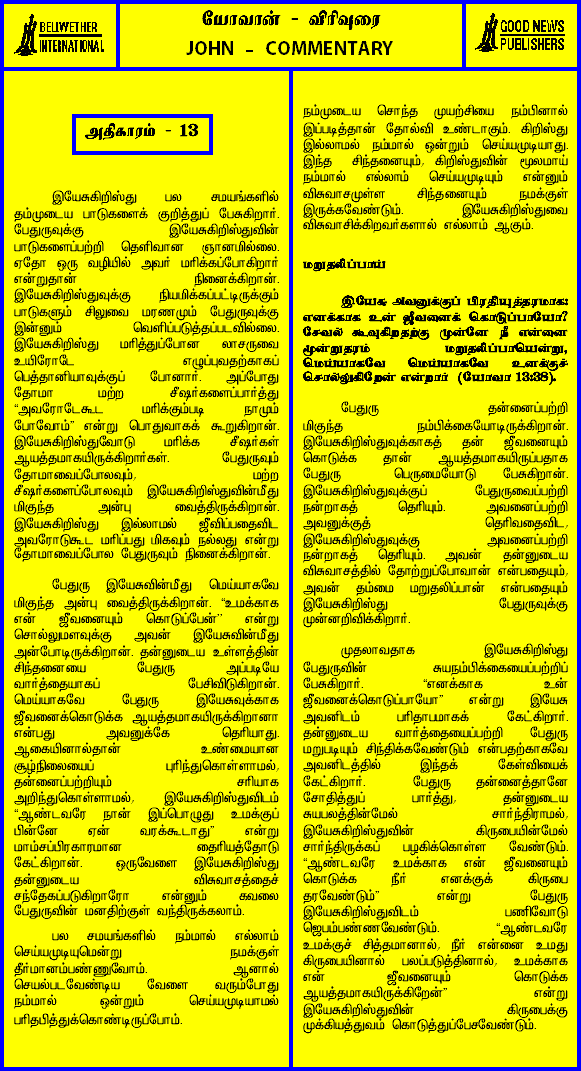 BELLWETHER
INTERNATIONAL
யோவான் - விரிவுரை
JOHN - COMMENTARY
GOOD NEWS
PUBLISHERS
அதிகாரம் - 13
இயேசுகிறிஸ்து பல சமயங்களில்
தம்முடைய பாடுகளைக் குறித்துப் பேசுகிறார்.
பேதுருவுக்கு இயேசுகிறிஸ்துவின்
பாடுகளைப்பற்றி தெளிவான ஞானமில்லை.
ஏதோ ஒரு வழியில் அவர் மரிக்கப்போகிறார்
என்றுதான் நினைக்கிறான்.
இயேசுகிறிஸ்துவுக்கு நியமிக்கப்பட்டிருக்கும்
பாடுகளும் சிலுவை மரணமும் பேதுருவுக்கு
இன்னும் வெளிப்படுத்தப்படவில்லை.
இயேசுகிறிஸ்து மரித்துப்போன லாசருவை
உயிரோடே எழுப்புவதற்காகப்
பெத்தானியாவுக்குப் போனார். அப்போது
தோமா மற்ற சீஷர்களைப்பார்த்து
“அவரோடேகூட மரிக்கும்படி நாமும்
போவோம்” என்று பொதுவாகக் கூறுகிறான்.
இயேசுகிறிஸ்துவோடு மரிக்க சீஷர்கள்
ஆயத்தமாகயிருக்கிறார்கள். பேதுருவும்
தோமாவைப்போலவும், மற்ற
சீஷர்களைப்போலவும் இயேசுகிறிஸ்துவின்மீது
மிகுந்த அன்பு வைத்திருக்கிறான்.
இயேசுகிறிஸ்து இல்லாமல் ஜீவிப்பதைவிட
அவரோடுகூட மரிப்பது மிகவும் நல்லது என்று
தோமாவைப்போல பேதுருவும் நினைக்கிறான்.
பேதுரு இயேசுவின்மீது மெய்யாகவே
மிகுந்த அன்பு வைத்திருக்கிறான். “உமக்காக
என் ஜீவனையும் கொடுப்பேன்’’ என்று
சொல்லுமளவுக்கு அவன் இயேசுவின்மீது
அன்போடிருக்கிறான். தன்னுடைய உள்ளத்தின்
சிந்தனையை பேதுரு அப்படியே
வார்த்தையாகப் பேசிவிடுகிறான்.
மெய்யாகவே பேதுரு இயேசுவுக்காக
ஜீவனைக்கொடுக்க ஆயத்தமாகயிருக்கிறானா
என்பது அவனுக்கே தெரியாது.
ஆகையினால்தான் உண்மையான
சூழ்நிலையைப் புரிந்துகொள்ளாமல்,
தன்னைப்பற்றியும் சரியாக
அறிந்துகொள்ளாமல், இயேசுகிறிஸ்துவிடம்
“ஆண்டவரே நான் இப்பொழுது உமக்குப்
பின்னே ஏன் வரக்கூடாது” என்று
மாம்சப்பிரகாரமான தைரியத்தோடு
கேட்கிறான். ஒருவேளை இயேசுகிறிஸ்து
தன்னுடைய விசுவாசத்தைச்
சந்தேகப்படுகிறாரோ என்னும் கவலை
பேதுருவின் மனதிற்குள் வந்திருக்கலாம்.
பல சமயங்களில் நம்மால் எல்லாம்
செய்யமுடியுமென்று நமக்குள்
தீர்மானம்பண்ணுவோம். ஆனால்
செயல்படவேண்டிய வேளை வரும்போது
நம்மால் ஒன்றும் செய்யமுடியாமல்
பரிதபித்துக்கொண்டிருப்போம்.
நம்முடைய சொந்த முயற்சியை நம்பினால்
இப்படித்தான் தோல்வி உண்டாகும். கிறிஸ்து
இல்லாமல் நம்மால் ஒன்றும் செய்யமுடியாது.
இந்த சிந்தனையும், கிறிஸ்துவின் மூலமாய்
நம்மால் எல்லாம் செய்யமுடியும் என்னும்
விசுவாசமுள்ள சிந்தனையும் நமக்குள்
இருக்கவேண்டும். இயேசுகிறிஸ்துவை
விசுவாசிக்கிறவர்களால் எல்லாம் ஆகும்.
மறுதலிப்பாய்
இயேசு அவனுக்குப் பிரதியுத்தரமாக:
எனக்காக உன் ஜீவனைக் கொடுப்பாயோ?
சேவல் கூவுகிறதற்கு முன்னே நீ என்னை
மூன்றுதரம் மறுதலிப்பாயென்று,
மெய்யாகவே மெய்யாகவே உனக்குச்
சொல்லுகிறேன் என்றார் (யோவா 13:38).
பேதுரு தன்னைப்பற்றி
மிகுந்த நம்பிக்கையோடிருக்கிறான்.
இயேசுகிறிஸ்துவுக்காகத் தன் ஜீவனையும்
கொடுக்க தான் ஆயத்தமாகயிருப்பதாக
பேதுரு பெருமையோடு பேசுகிறான்.
இயேசுகிறிஸ்துவுக்குப் பேதுருவைப்பற்றி
நன்றாகத் தெரியும். அவனைப்பற்றி
அவனுக்குத் தெரிவதைவிட,
இயேசுகிறிஸ்துவுக்கு அவனைப்பற்றி
நன்றாகத் தெரியும். அவன் தன்னுடைய
விசுவாசத்தில் தோற்றுப்போவான் என்பதையும்,
அவன் தம்மை மறுதலிப்பான் என்பதையும்
இயேசுகிறிஸ்து பேதுருவுக்கு
முன்னறிவிக்கிறார்.
முதலாவதாக இயேசுகிறிஸ்து
பேதுருவின் சுயநம்பிக்கையைப்பற்றிப்
பேசுகிறார். “எனக்காக உன்
ஜீவனைக்கொடுப்பாயோ” என்று இயேசு
அவனிடம் பரிதாபமாகக் கேட்கிறார்.
தன்னுடைய வார்த்தையைப்பற்றி பேதுரு
மறுபடியும் சிந்திக்கவேண்டும் என்பதற்காகவே
அவனிடத்தில் இந்தக் கேள்வியைக்
கேட்கிறார். பேதுரு தன்னைத்தானே
சோதித்துப் பார்த்து, தன்னுடைய
சுயபலத்தின்மேல் சார்ந்திராமல்,
இயேசுகிறிஸ்துவின் கிருபையின்மேல்
சார்ந்திருக்கப் பழகிக்கொள்ள வேண்டும்.
“ஆண்டவரே உமக்காக என் ஜீவனையும்
கொடுக்க நீர் எனக்குக் கிருபை
தரவேண்டும்” என்று பேதுரு
இயேசுகிறிஸ்துவிடம் பணிவோடு
ஜெபம்பண்ணவேண்டும். “ஆண்டவரே
உமக்குச் சித்தமானால், நீர் என்னை உமது
கிருபையினால் பலப்படுத்தினால், உமக்காக
என் ஜீவனையும் கொடுக்க
ஆயத்தமாகயிருக்கிறேன்” என்று
இயேசுகிறிஸ்துவின் கிருபைக்கு
முக்கியத்துவம் கொடுத்துப்பேசவேண்டும்.